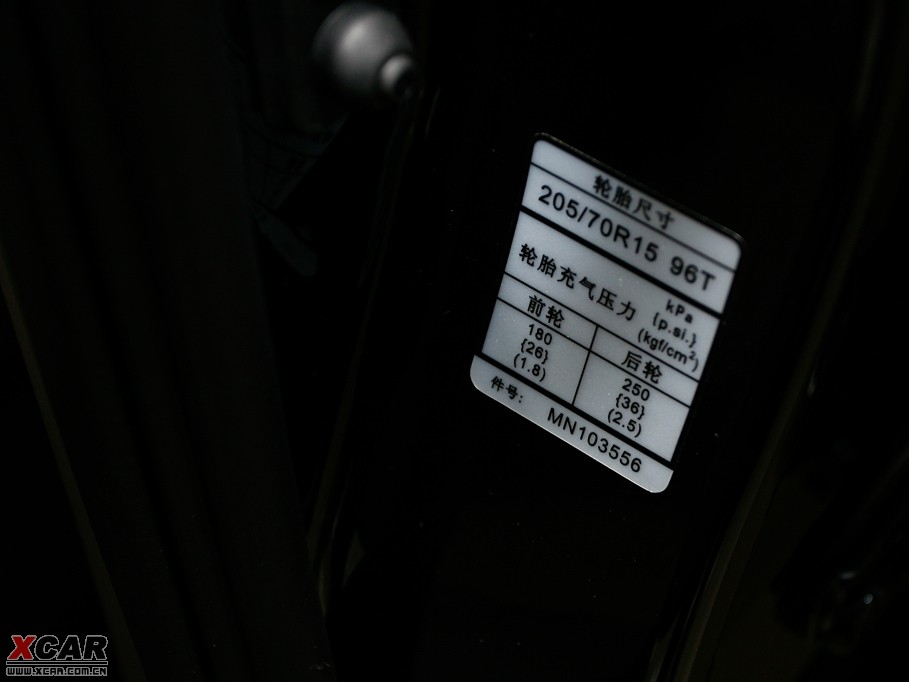 轮胎尺寸
205/70R15 96T
轮胎充气压力
kPa
{p.si.}
(kgf/cm²)
前轮
180
{26}
(1.8)
后轮
250
{36}
(2.5)
件号: MN103556
XCAR
WWW.XCAR.COM.CN